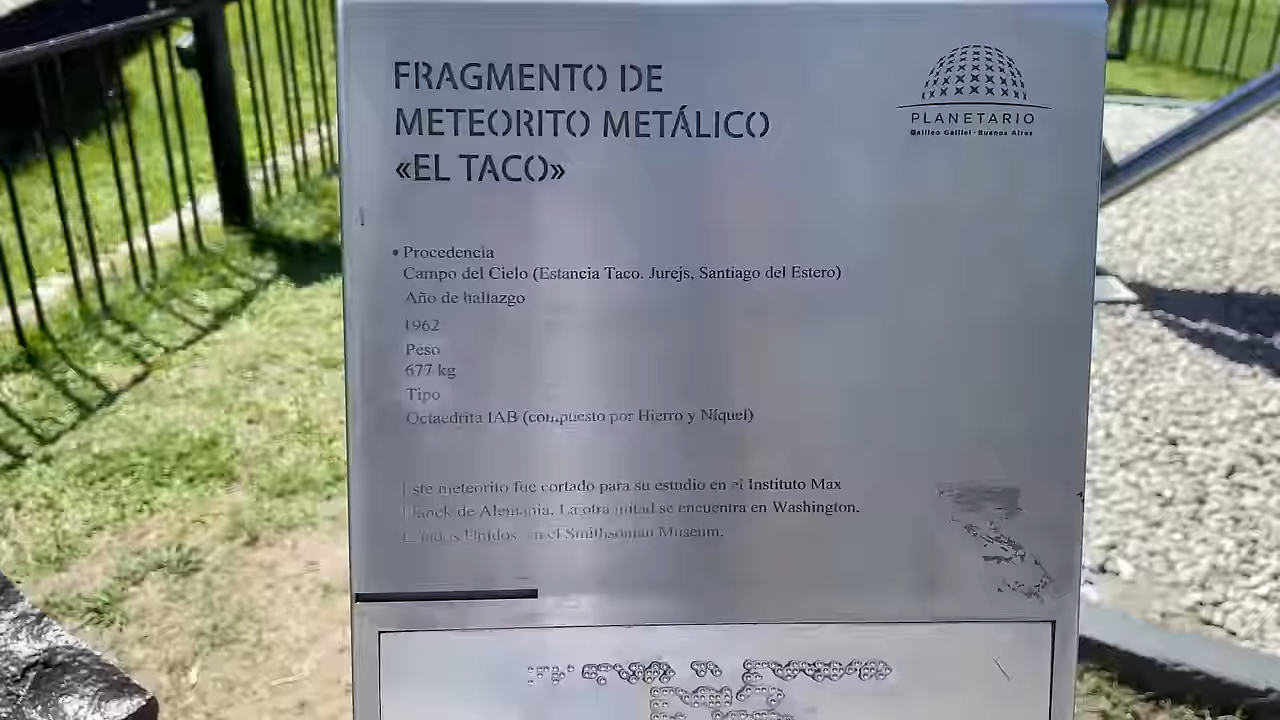 FRAGMENTO DE
METEORITO METÁLICO
«EL TACO»
PLANETARIO
Galileo Galilei - Buenos Aires
• Procedencia
Campo del Cielo (Estancia Taco. Jurejs, Santiago del Estero)
Año de hallazgo
1962
Peso
677 kg
Tipo
Octaedrita IAB (compuesto por Hierro y Níquel)
Este meteorito fue cortado para su estudio en el Instituto Max
Planck de Alemania. La otra mitad se encuentra en Washington.
Estados Unidos en el Smithsonian Museum.